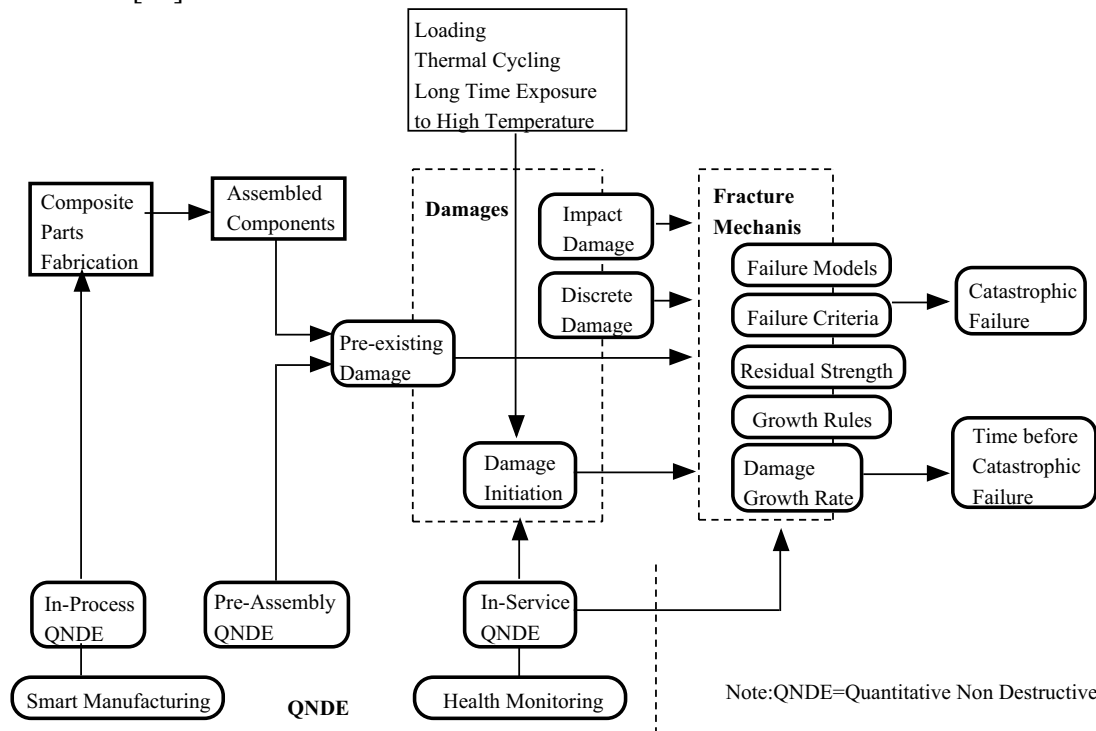 Loading
Thermal Cycling
Long Time Exposure
to High Temperature
Composite
Parts
Fabrication
Assembled
Components
Damages
Impact
Damage
Discrete
Damage
Pre-existing
Damage
Damage
Initiation
Fracture
Mechanis
Failure Models
Failure Criteria
Residual Strength
Growth Rules
Damage
Growth Rate
Catastrophic
Failure
Time before
Catastrophic
Failure
In-Process
QNDE
Pre-Assembly
QNDE
In-Service
QNDE
Smart Manufacturing
QNDE
Health Monitoring
Note:QNDE=Quantitative Non Destructive